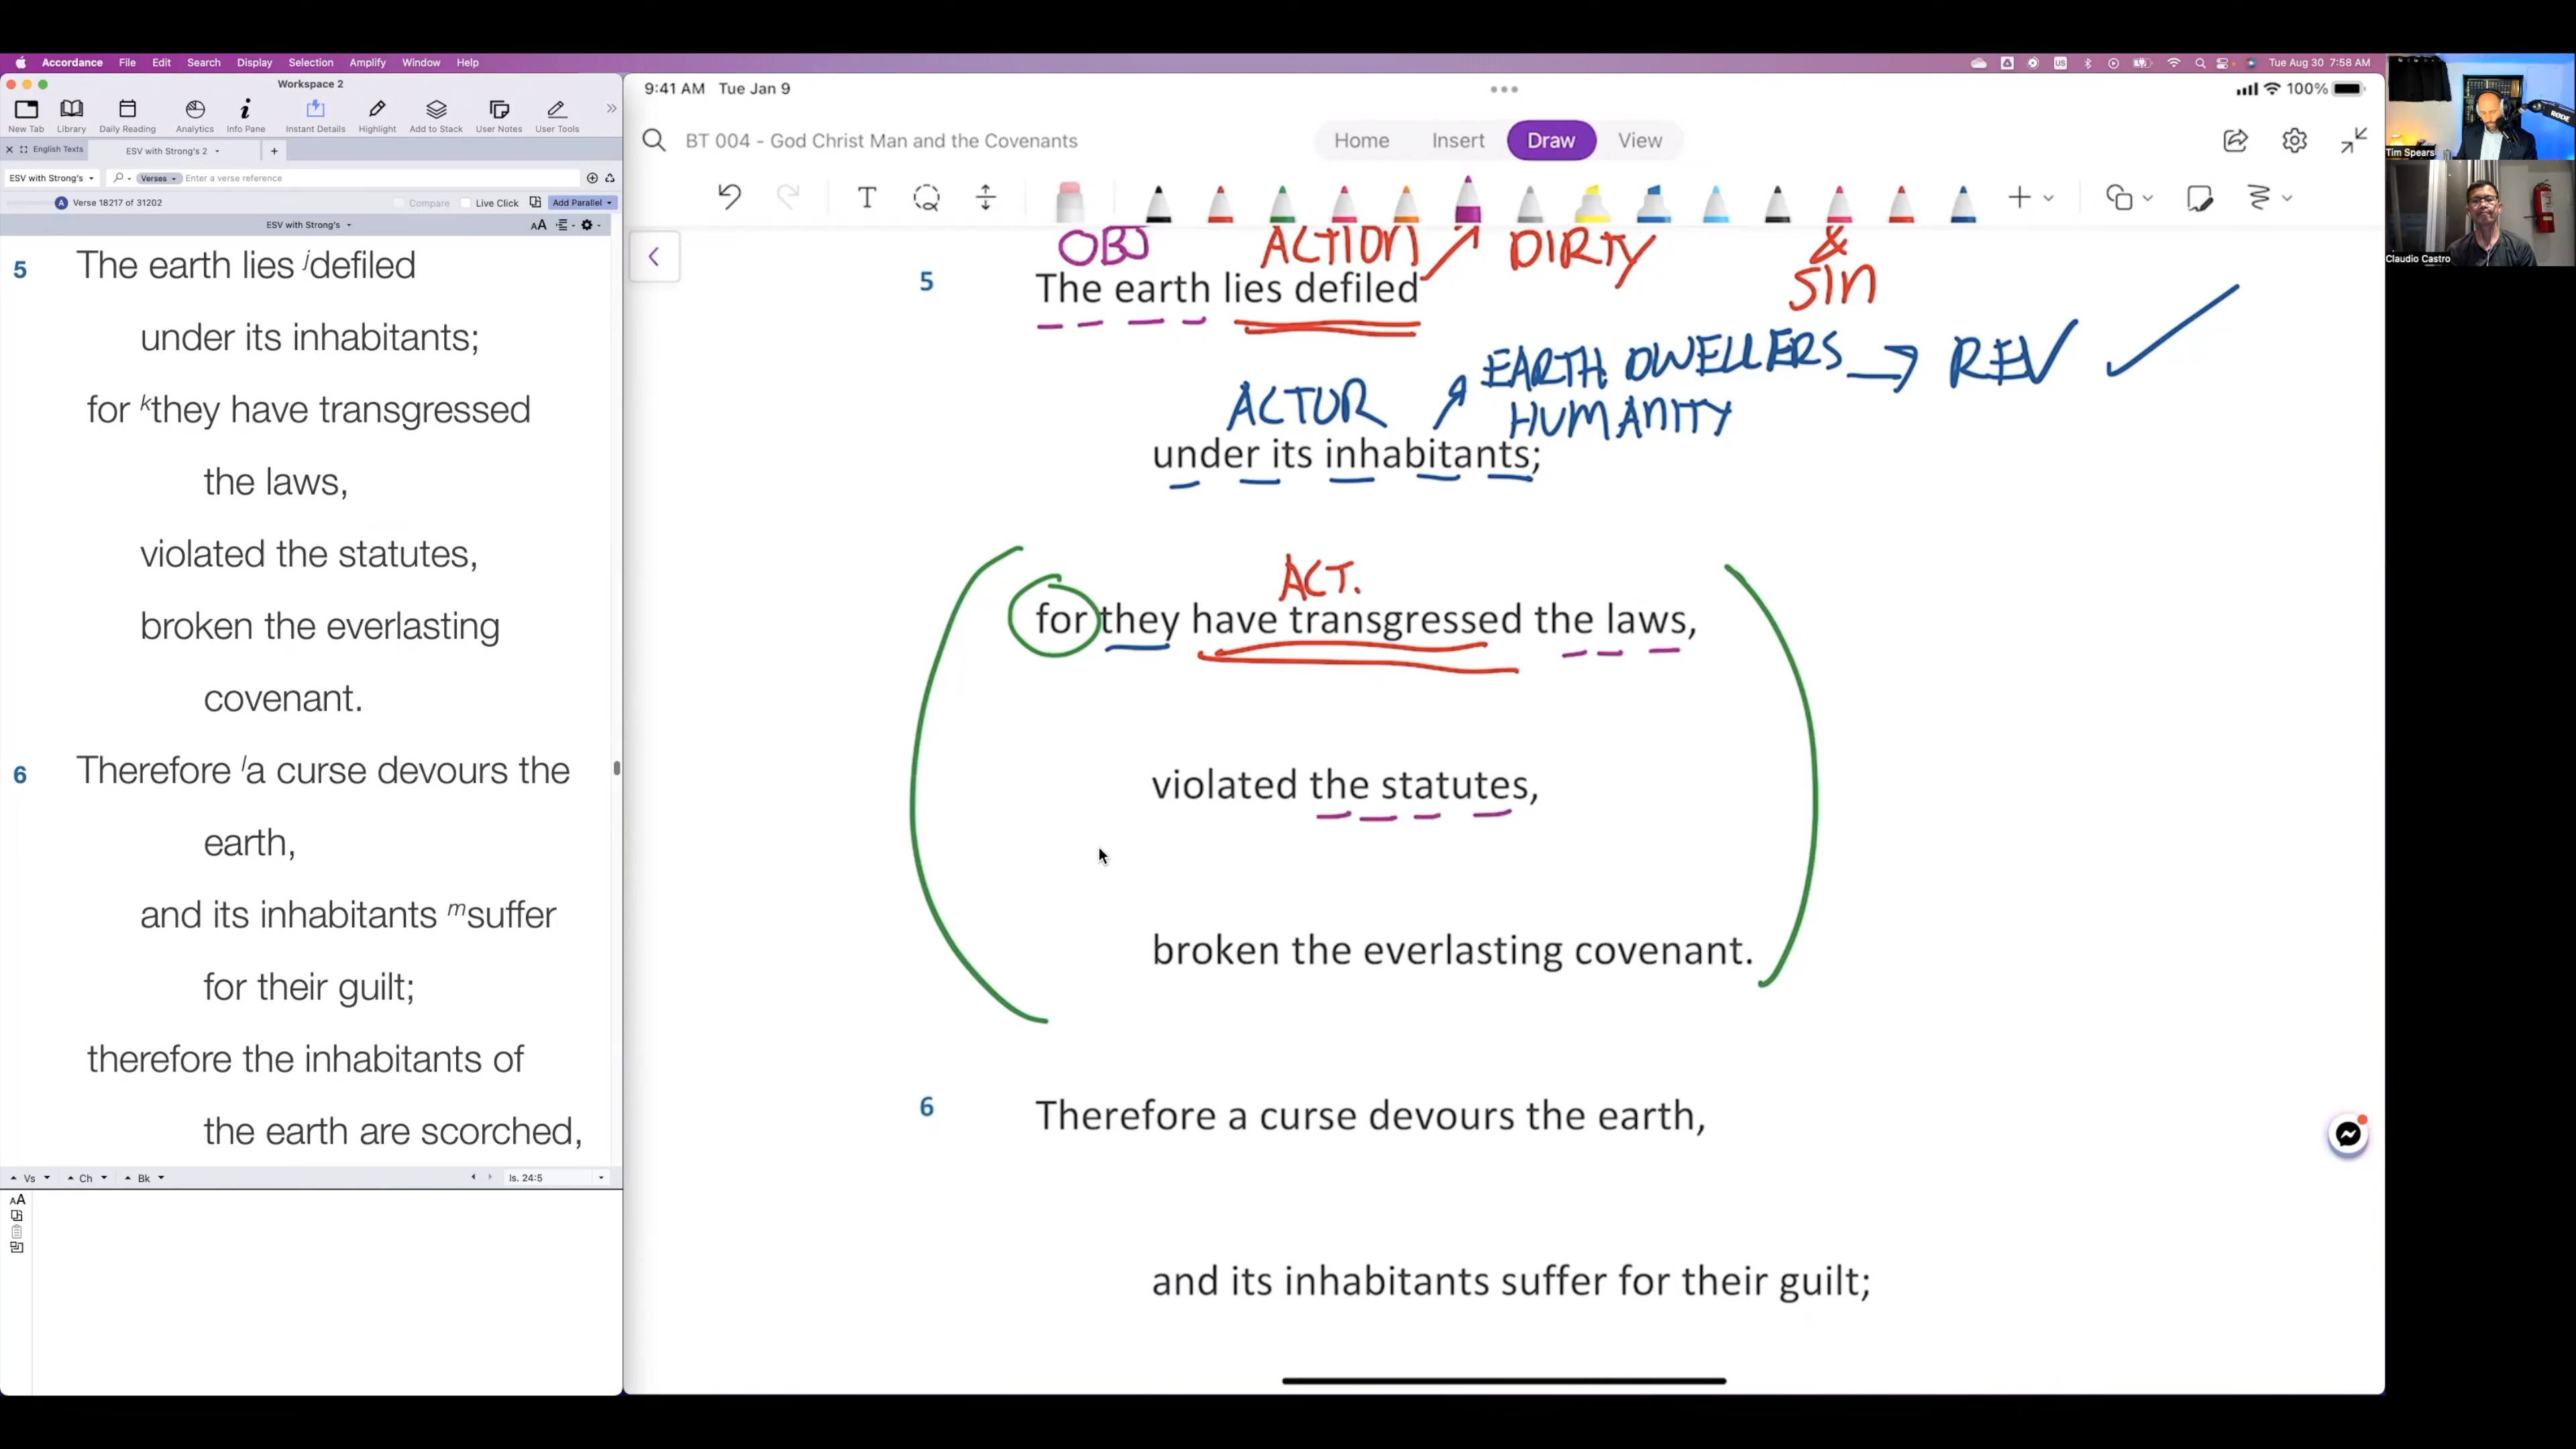 Accordance File Edit Search Display Selection Amplify Window Help
US
Tue Aug 30 7:58 AM
Workspace 2
New Tab Library Daily Reading Analytics Info Pane Instant Details Highlight Add to Stack User Notes User Tools
English Texts ESV with Strong's 2 +
ESV with Strong's Verses Enter a verse reference
Verse 18217 of 31202 Compare Live Click Add Parallel
ESV with Strong's AA
5 The earth lies jdefiled
under its inhabitants;
for kthey have transgressed
the laws,
violated the statutes,
broken the everlasting
covenant.
6 Therefore la curse devours the
earth,
and its inhabitants msuffer
for their guilt;
therefore the inhabitants of
the earth are scorched,
Vs Ch Bk Is. 24:5
AA
9:41 AM Tue Jan 9
100%
BT 004 - God Christ Man and the Covenants
Home Insert Draw View
T
OBJ ACTION DIRTY &
SIN
5 The earth lies defiled
EARTH DWELLERS → REV
ACTOR
HUMANITY
under its inhabitants;
ACT.
for they have transgressed the laws,
violated the statutes,
broken the everlasting covenant.
6 Therefore a curse devours the earth,
and its inhabitants suffer for their guilt;
Tim Spears
RØDE
Claudio Castro